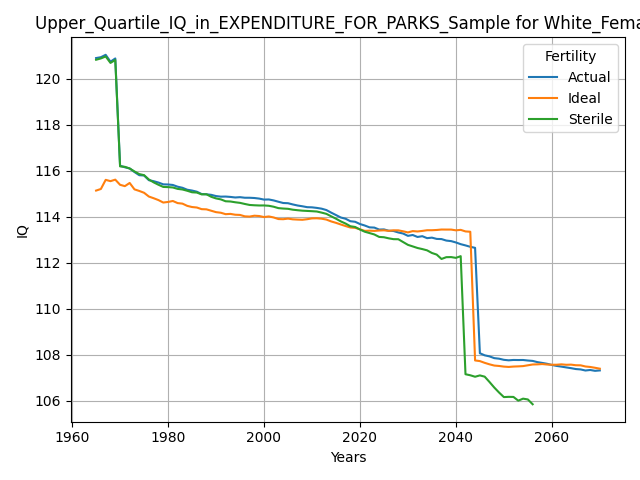 Upper_Quartile_IQ_in_EXPENDITURE_FOR_PARKS_Sample for White_Fema
Fertility
Actual
Ideal
Sterile
IQ
120
118
116
114
112
110
108
106
1960
1980
2000
2020
2040
2060
Years